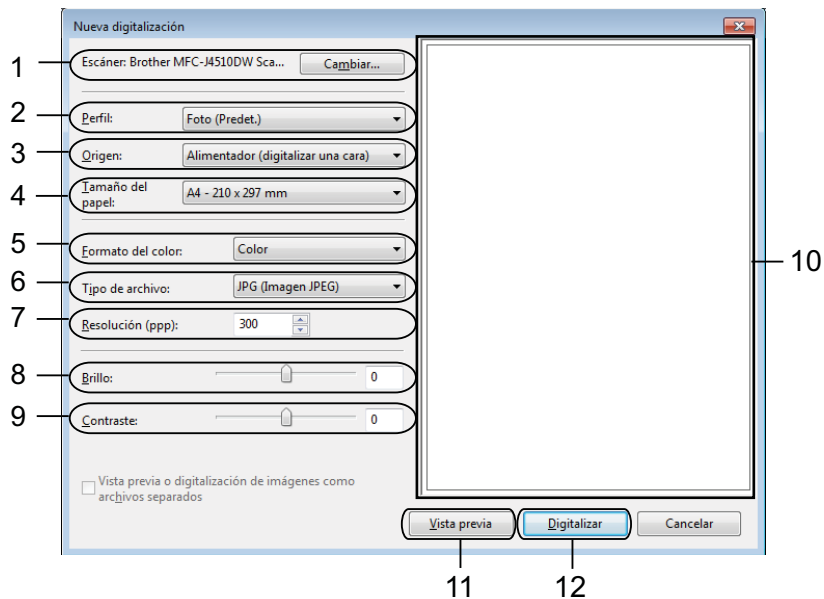 Nueva digitalización
1
Escáner: Brother MFC-J4510DW Sca...
Cambiar...
2
Perfil:
Foto (Predet.)
3
Origen:
Alimentador (digitalizar una cara)
4
Tamaño del
papel:
A4 - 210 x 297 mm
5
Formato del color:
Color
6
Tipo de archivo:
JPG (Imagen JPEG)
7
Resolución (ppp):
300
8
Brillo:
0
9
Contraste:
0
10
Vista previa o digitalización de imágenes como
archivos separados
Vista previa
Digitalizar
Cancelar
11
12